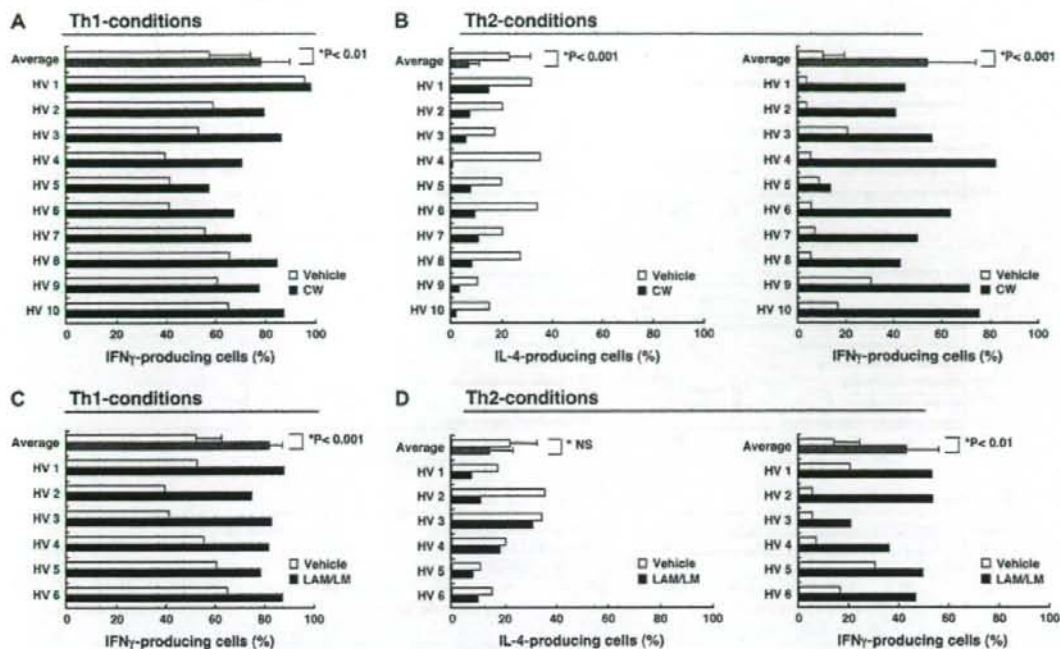 A Th1-conditions
Average
HV 1
HV 2
HV 3
HV 4
HV 5
HV 6
HV 7
HV 8
HV 9
HV 10
*P< 0.01
Vehicle
CW
0 20 40 60 80 100
IFNγ-producing cells (%)
B Th2-conditions
Average
HV 1
HV 2
HV 3
HV 4
HV 5
HV 6
HV 7
HV 8
HV 9
HV 10
*P< 0.001
Vehicle
CW
0 20 40 60 80 100
IL-4-producing cells (%)
Average
HV 1
HV 2
HV 3
HV 4
HV 5
HV 6
HV 7
HV 8
HV 9
HV 10
*P< 0.001
Vehicle
CW
0 20 40 60 80 100
IFNγ-producing cells (%)
C Th1-conditions
Average
HV 1
HV 2
HV 3
HV 4
HV 5
HV 6
*P< 0.001
Vehicle
LAM/LM
0 20 40 60 80 100
IFNγ-producing cells (%)
D Th2-conditions
Average
HV 1
HV 2
HV 3
HV 4
HV 5
HV 6
* NS
Vehicle
LAM/LM
0 20 40 60 80 100
IL-4-producing cells (%)
Average
HV 1
HV 2
HV 3
HV 4
HV 5
HV 6
*P< 0.01
Vehicle
LAM/LM
0 20 40 60 80 100
IFNγ-producing cells (%)